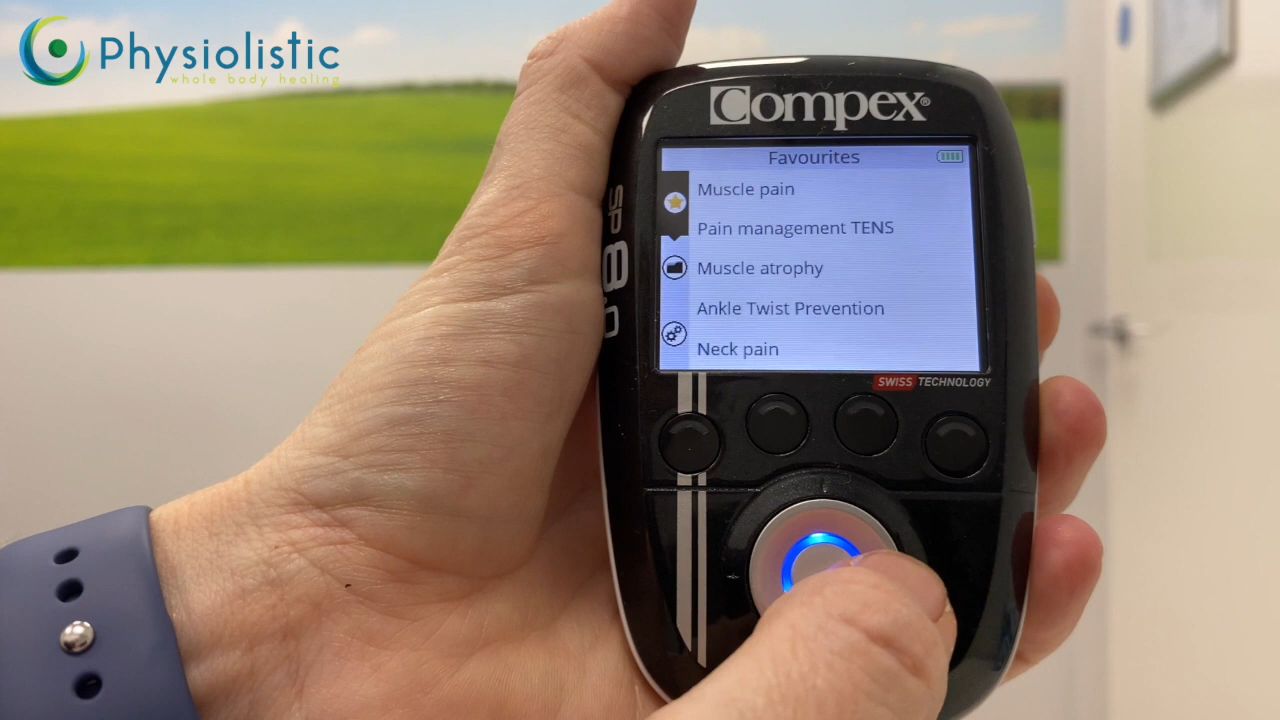 Physiolistic
whole body healing
Compex®
SP 8.0
Favourites
Muscle pain
Pain management TENS
Muscle atrophy
Ankle Twist Prevention
Neck pain
SWISS TECHNOLOGY